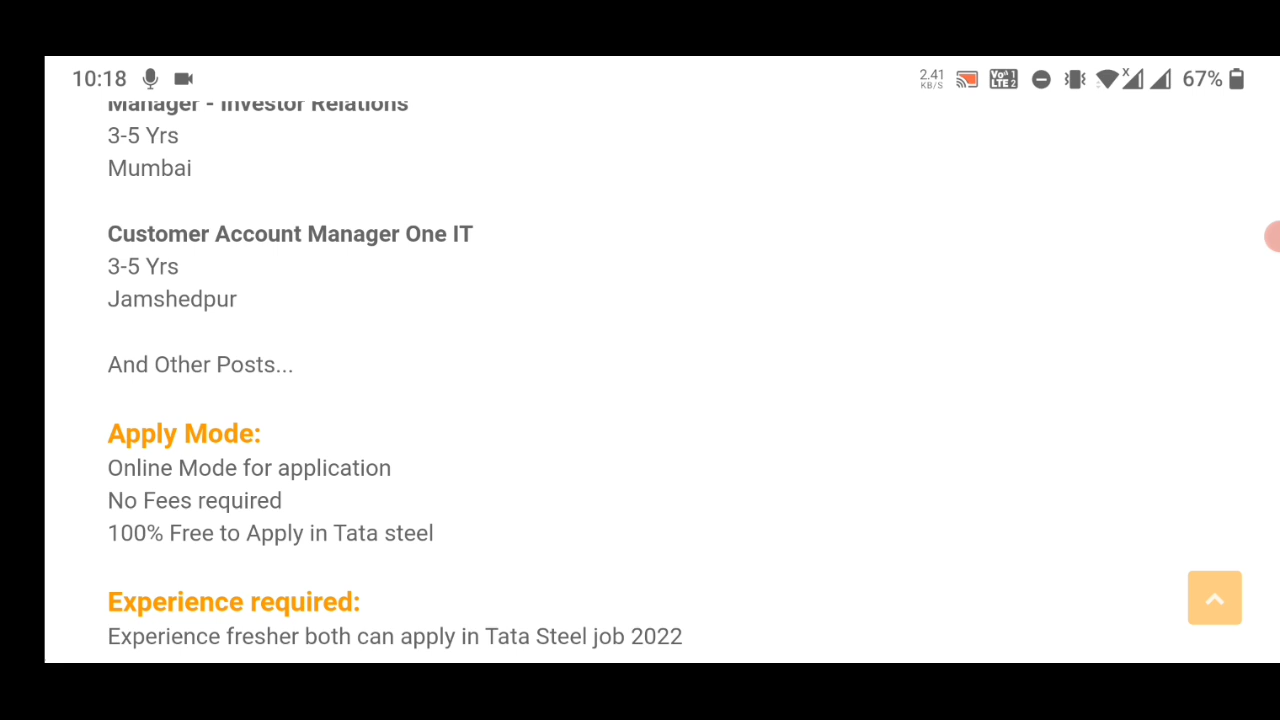 10:18
2.41
KB/S
67%
Manager - Investor Relations
3-5 Yrs
Mumbai
Customer Account Manager One IT
3-5 Yrs
Jamshedpur
And Other Posts...
Apply Mode:
Online Mode for application
No Fees required
100% Free to Apply in Tata steel
Experience required:
Experience fresher both can apply in Tata Steel job 2022